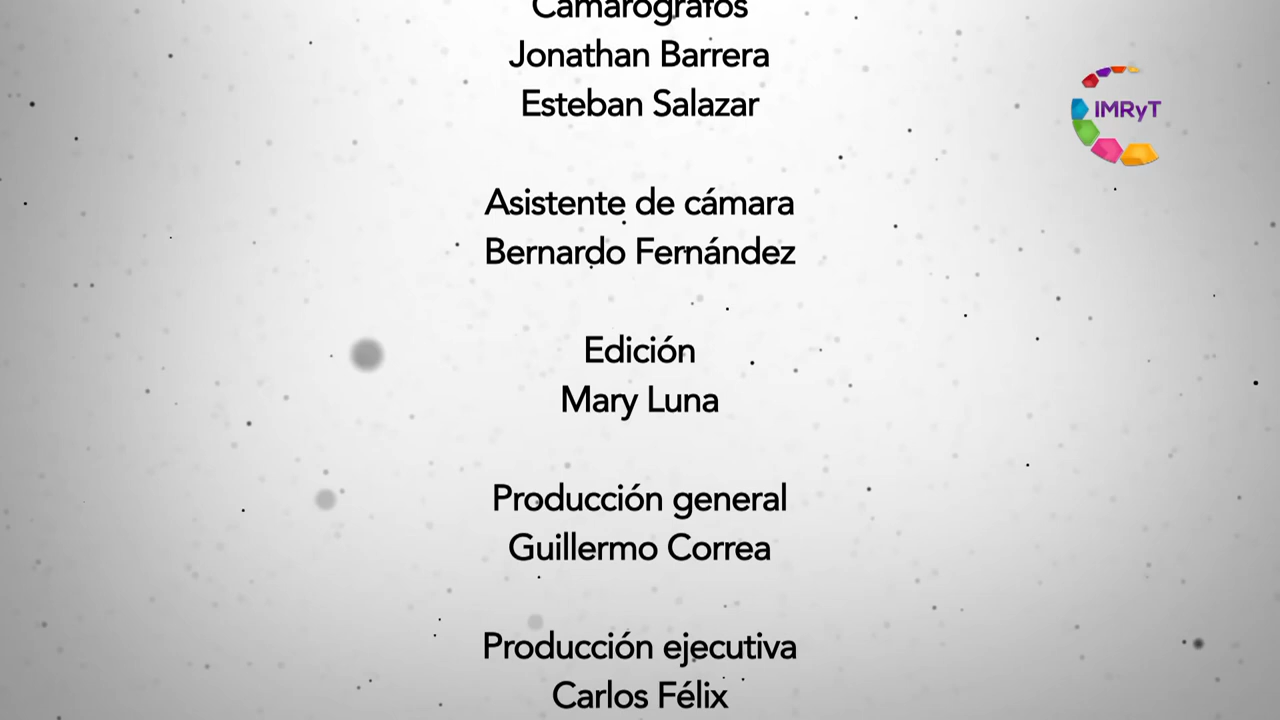 Camarógrafos
Jonathan Barrera
Esteban Salazar
IMRyT
Asistente de cámara
Bernardo Fernández
Edición
Mary Luna
Producción general
Guillermo Correa
Producción ejecutiva
Carlos Félix